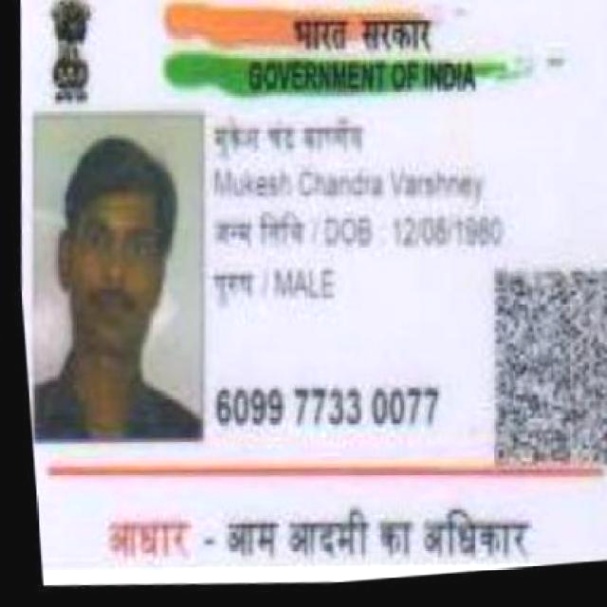 भारत सरकार
GOVERNMENT OF INDIA
मुकेश चंद वार्ष्णेय
Mukesh Chandra Varshney
जन्म तिथि / DOB : 12/08/1980
पुरुष / MALE
6099 7733 0077
आधार - आम आदमी का अधिकार